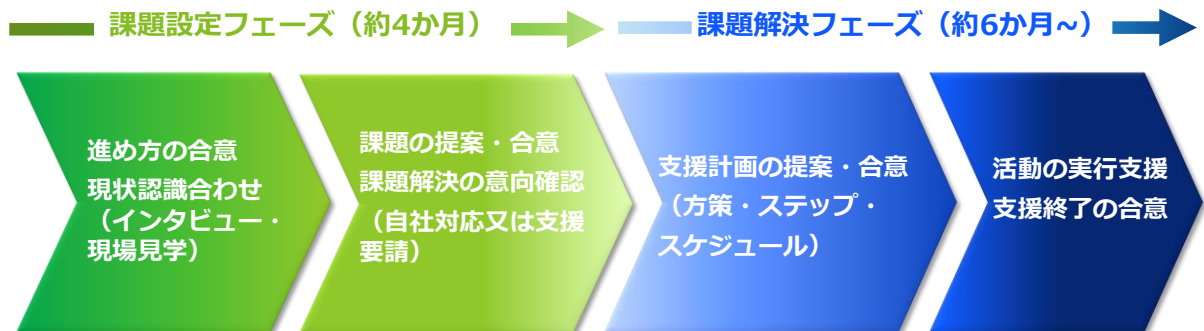 課題設定フェーズ（約4か月）
課題解決フェーズ（約6か月~）
進め方の合意
現状認識合わせ
（インタビュー・
現場見学）
課題の提案・合意
課題解決の意向確認
（自社対応又は支援
要請）
支援計画の提案・合意
（方策・ステップ・
スケジュール）
活動の実行支援
支援終了の合意